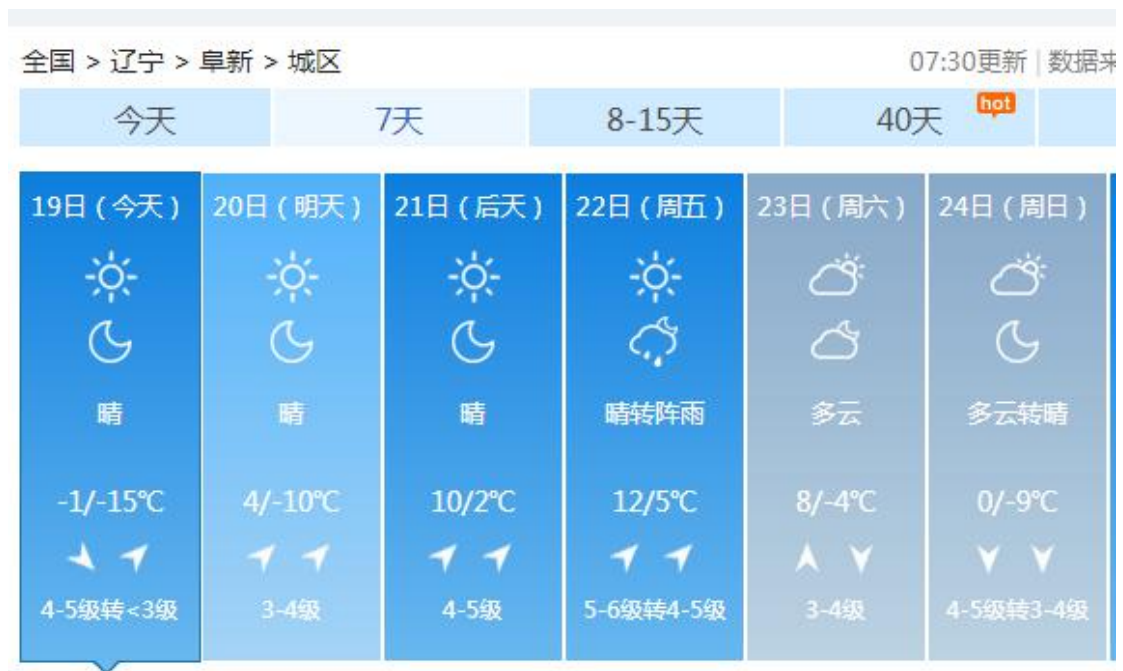 全国 > 辽宁 > 阜新 > 城区
07:30更新 | 数据来
今天 7天 8-15天 40天 hot
19日（今天） 20日（明天） 21日（后天） 22日（周五） 23日（周六） 24日（周日）
晴 晴 晴 晴转阵雨 多云 多云转晴
-1/-15℃ 4/-10℃ 10/2℃ 12/5℃ 8/-4℃ 0/-9℃
4-5级转<3级 3-4级 4-5级 5-6级转4-5级 3-4级 4-5级转3-4级